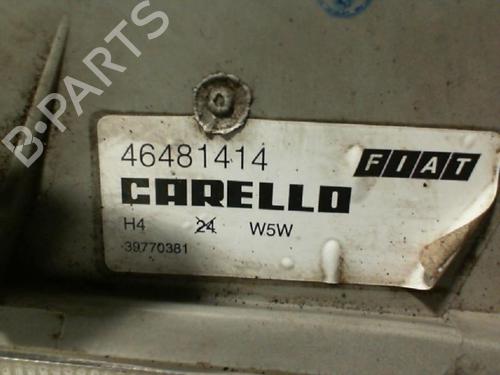 B-PARTS
46481414
FIAT
CARELLO
H4 24 W5W
39770381